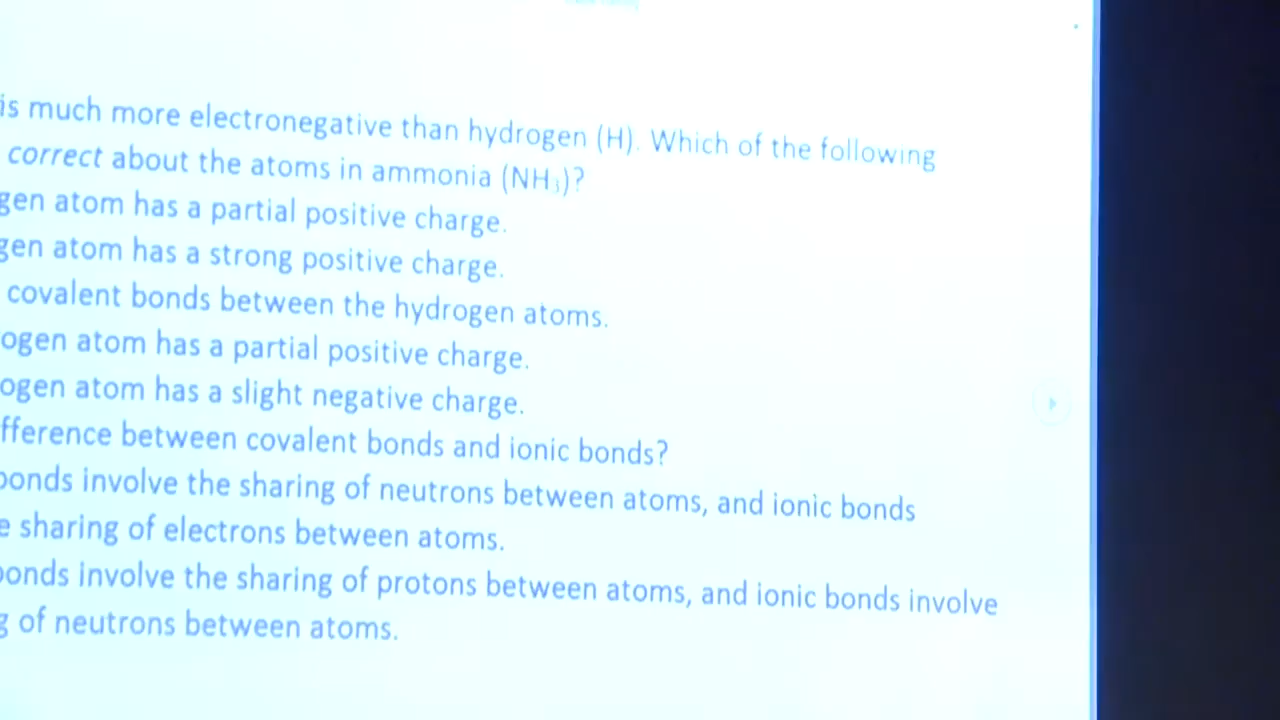 is much more electronegative than hydrogen (H). Which of the following
correct about the atoms in ammonia (NH₃)?
gen atom has a partial positive charge.
gen atom has a strong positive charge.
covalent bonds between the hydrogen atoms.
ogen atom has a partial positive charge.
ogen atom has a slight negative charge.
fference between covalent bonds and ionic bonds?
bonds involve the sharing of neutrons between atoms, and ionic bonds
e sharing of electrons between atoms.
bonds involve the sharing of protons between atoms, and ionic bonds involve
g of neutrons between atoms.